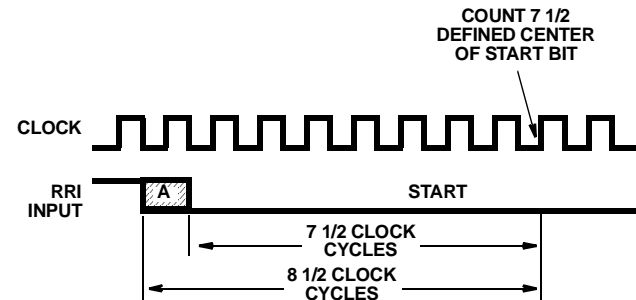 COUNT 7 1/2
DEFINED CENTER
OF START BIT
CLOCK
RRI
INPUT
A
START
7 1/2 CLOCK
CYCLES
8 1/2 CLOCK
CYCLES